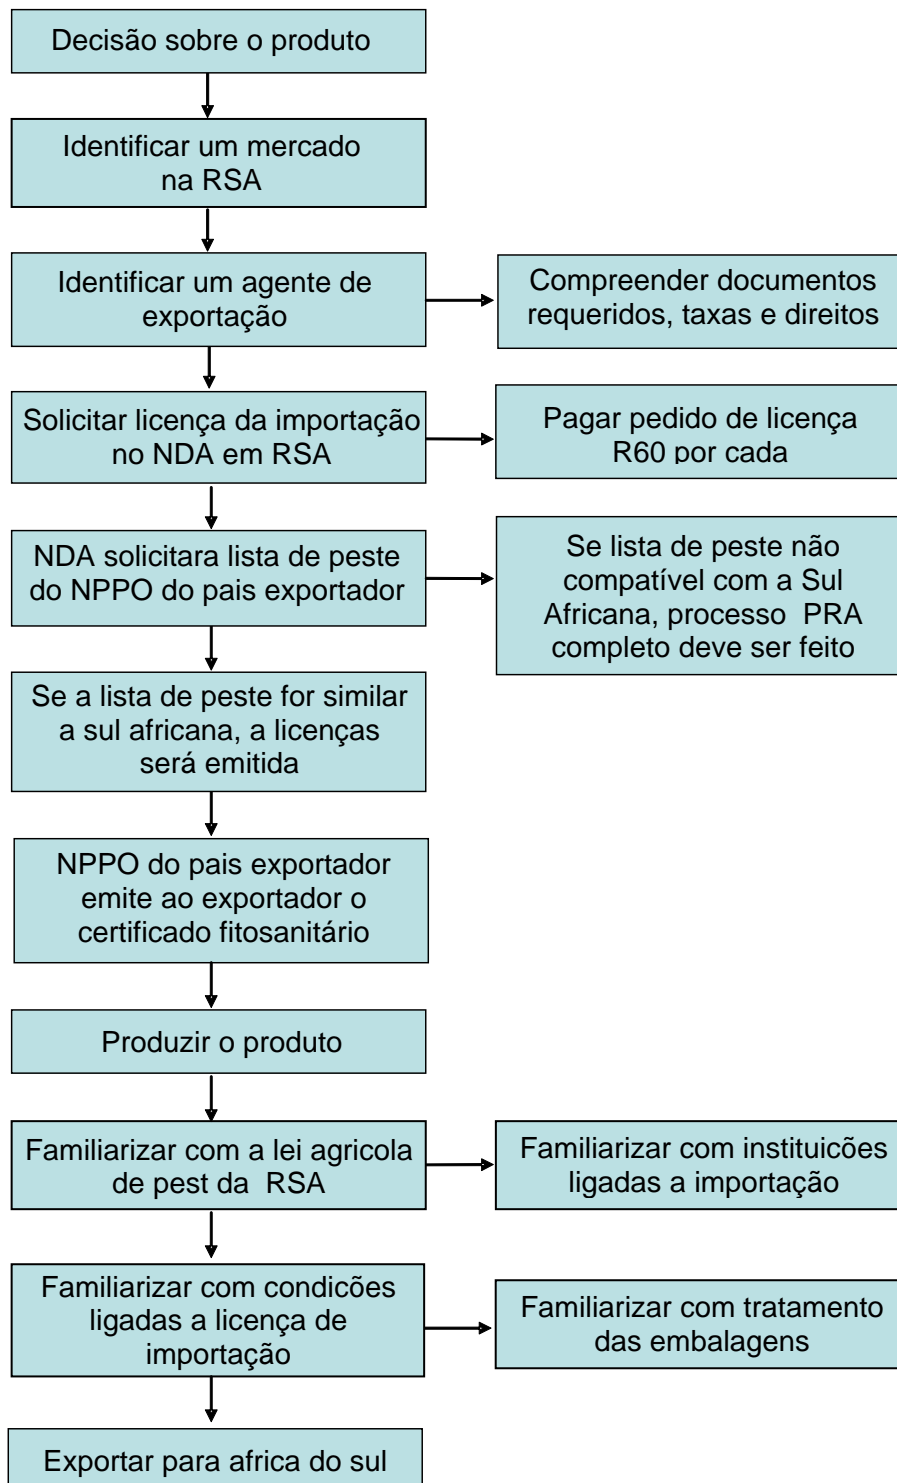 Decisão sobre o produto
Identificar um mercado
na RSA
Identificar um agente de
exportação
Compreender documentos
requeridos, taxas e direitos
Solicitar licença da importação
no NDA em RSA
Pagar pedido de licença
R60 por cada
NDA solicitara lista de peste
do NPPO do pais exportador
Se lista de peste não
compatível com a Sul
Africana, processo PRA
completo deve ser feito
Se a lista de peste for similar
a sul africana, a licenças
será emitida
NPPO do pais exportador
emite ao exportador o
certificado fitosanitário
Produzir o produto
Familiarizar com a lei agricola
de pest da RSA
Familiarizar com instituicões
ligadas a importação
Familiarizar com condicões
ligadas a licença de
importação
Familiarizar com tratamento
das embalagens
Exportar para africa do sul